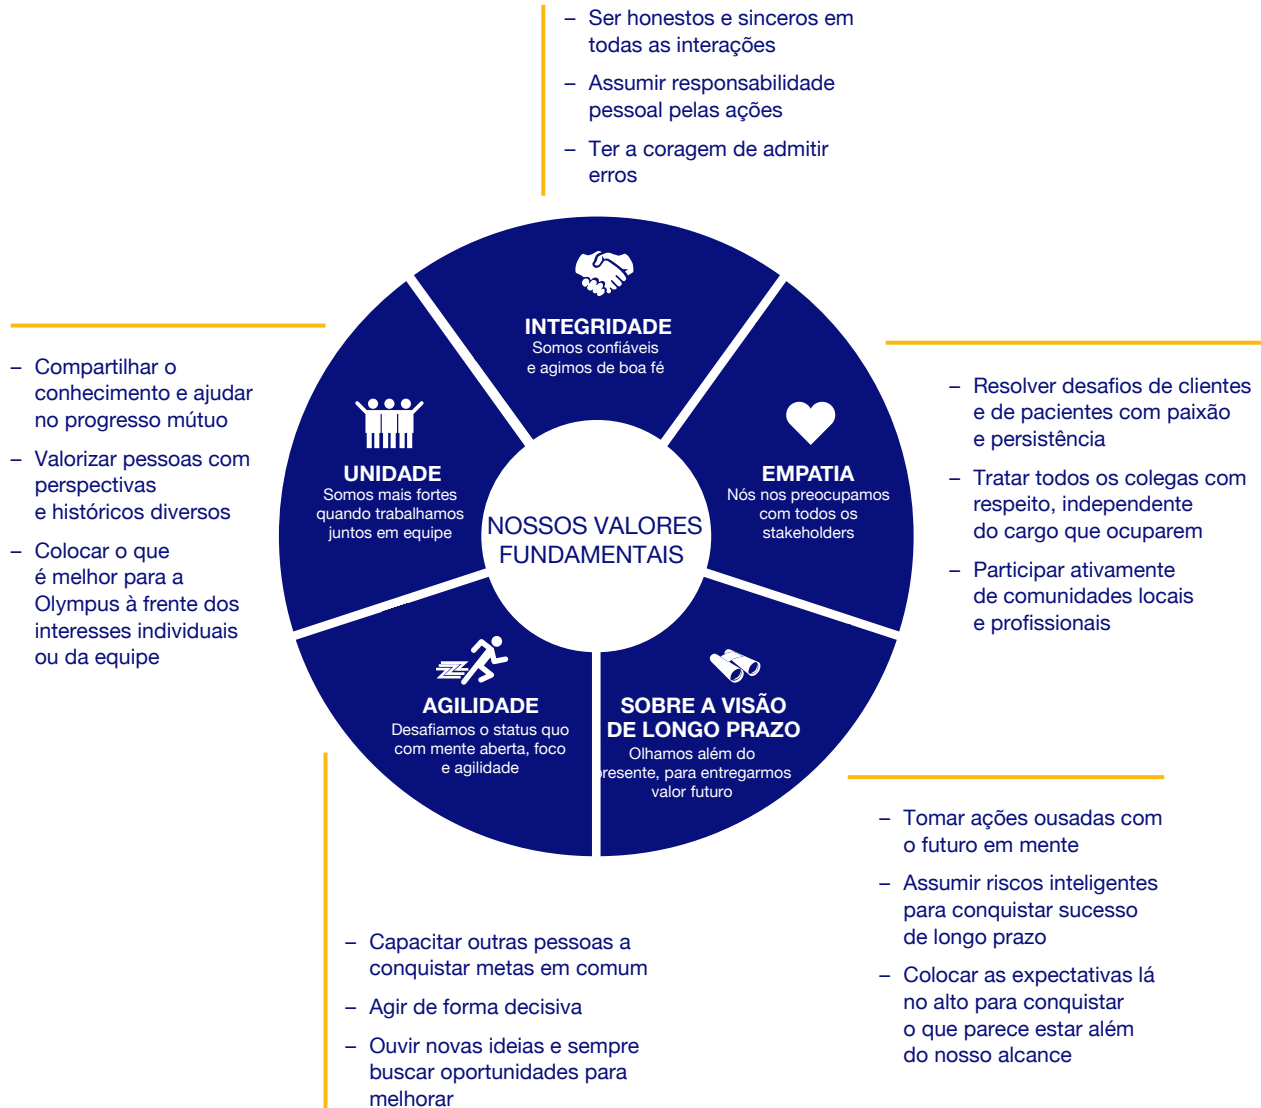 – Ser honestos e sinceros em
todas as interações
– Assumir responsabilidade
pessoal pelas ações
– Ter a coragem de admitir
erros
INTEGRIDADE
Somos confiáveis
e agimos de boa fé
– Compartilhar o
conhecimento e ajudar
no progresso mútuo
– Valorizar pessoas com
perspectivas
e históricos diversos
– Colocar o que
é melhor para a
Olympus à frente dos
interesses individuais
ou da equipe
UNIDADE
Somos mais fortes
quando trabalhamos
juntos em equipe
NOSSOS VALORES
FUNDAMENTAIS
EMPATIA
Nós nos preocupamos
com todos os
stakeholders
– Resolver desafios de clientes
e de pacientes com paixão
e persistência
– Tratar todos os colegas com
respeito, independente
do cargo que ocuparem
– Participar ativamente
de comunidades locais
e profissionais
AGILIDADE
Desafiamos o status quo
com mente aberta, foco
e agilidade
SOBRE A VISÃO
DE LONGO PRAZO
Olhamos além do
presente, para entregarmos
valor futuro
– Capacitar outras pessoas a
conquistar metas em comum
– Agir de forma decisiva
– Ouvir novas ideias e sempre
buscar oportunidades para
melhorar
– Tomar ações ousadas com
o futuro em mente
– Assumir riscos inteligentes
para conquistar sucesso
de longo prazo
– Colocar as expectativas lá
no alto para conquistar
o que parece estar além
do nosso alcance